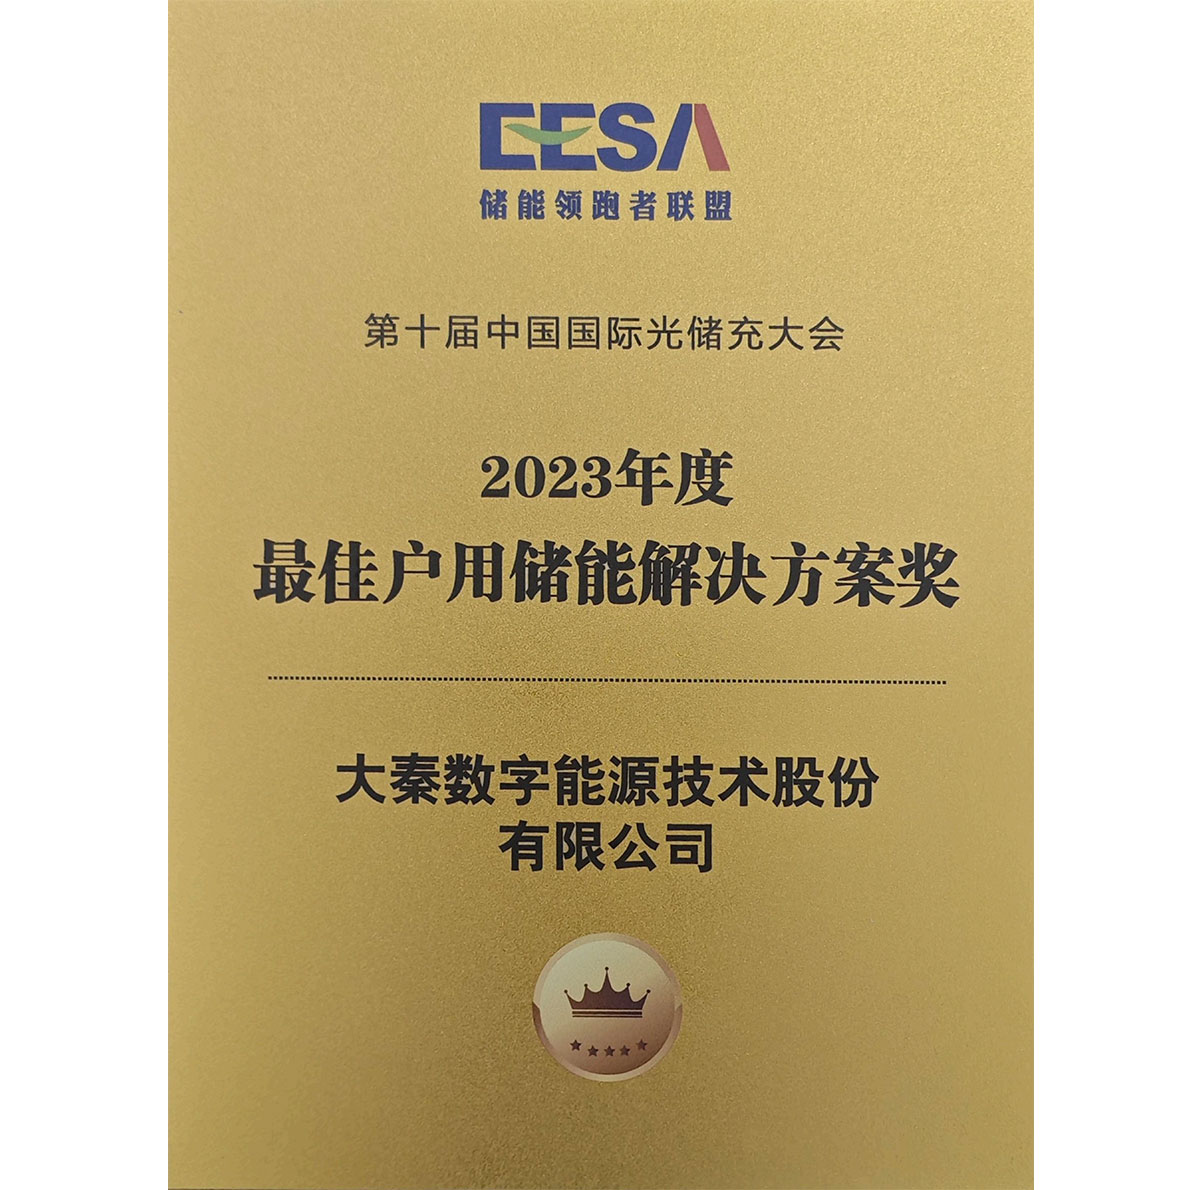 EESA
储能领跑者联盟
第十届中国国际光储充大会
2023年度
最佳户用储能解决方案奖
大秦数字能源技术股份
有限公司